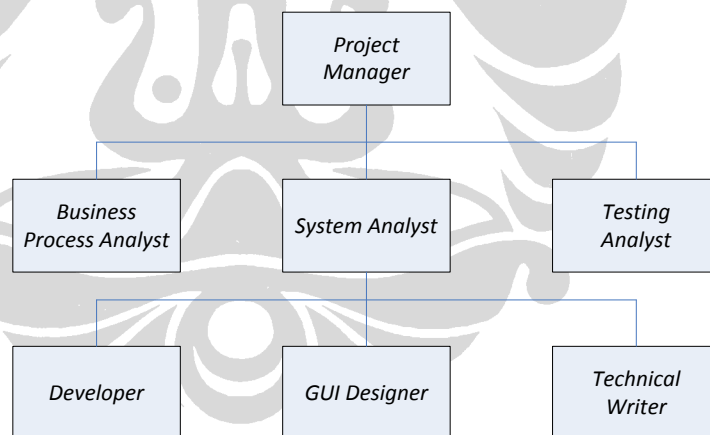 Project
Manager
Business
Process Analyst
System Analyst
Testing
Analyst
Developer
GUI Designer
Technical
Writer